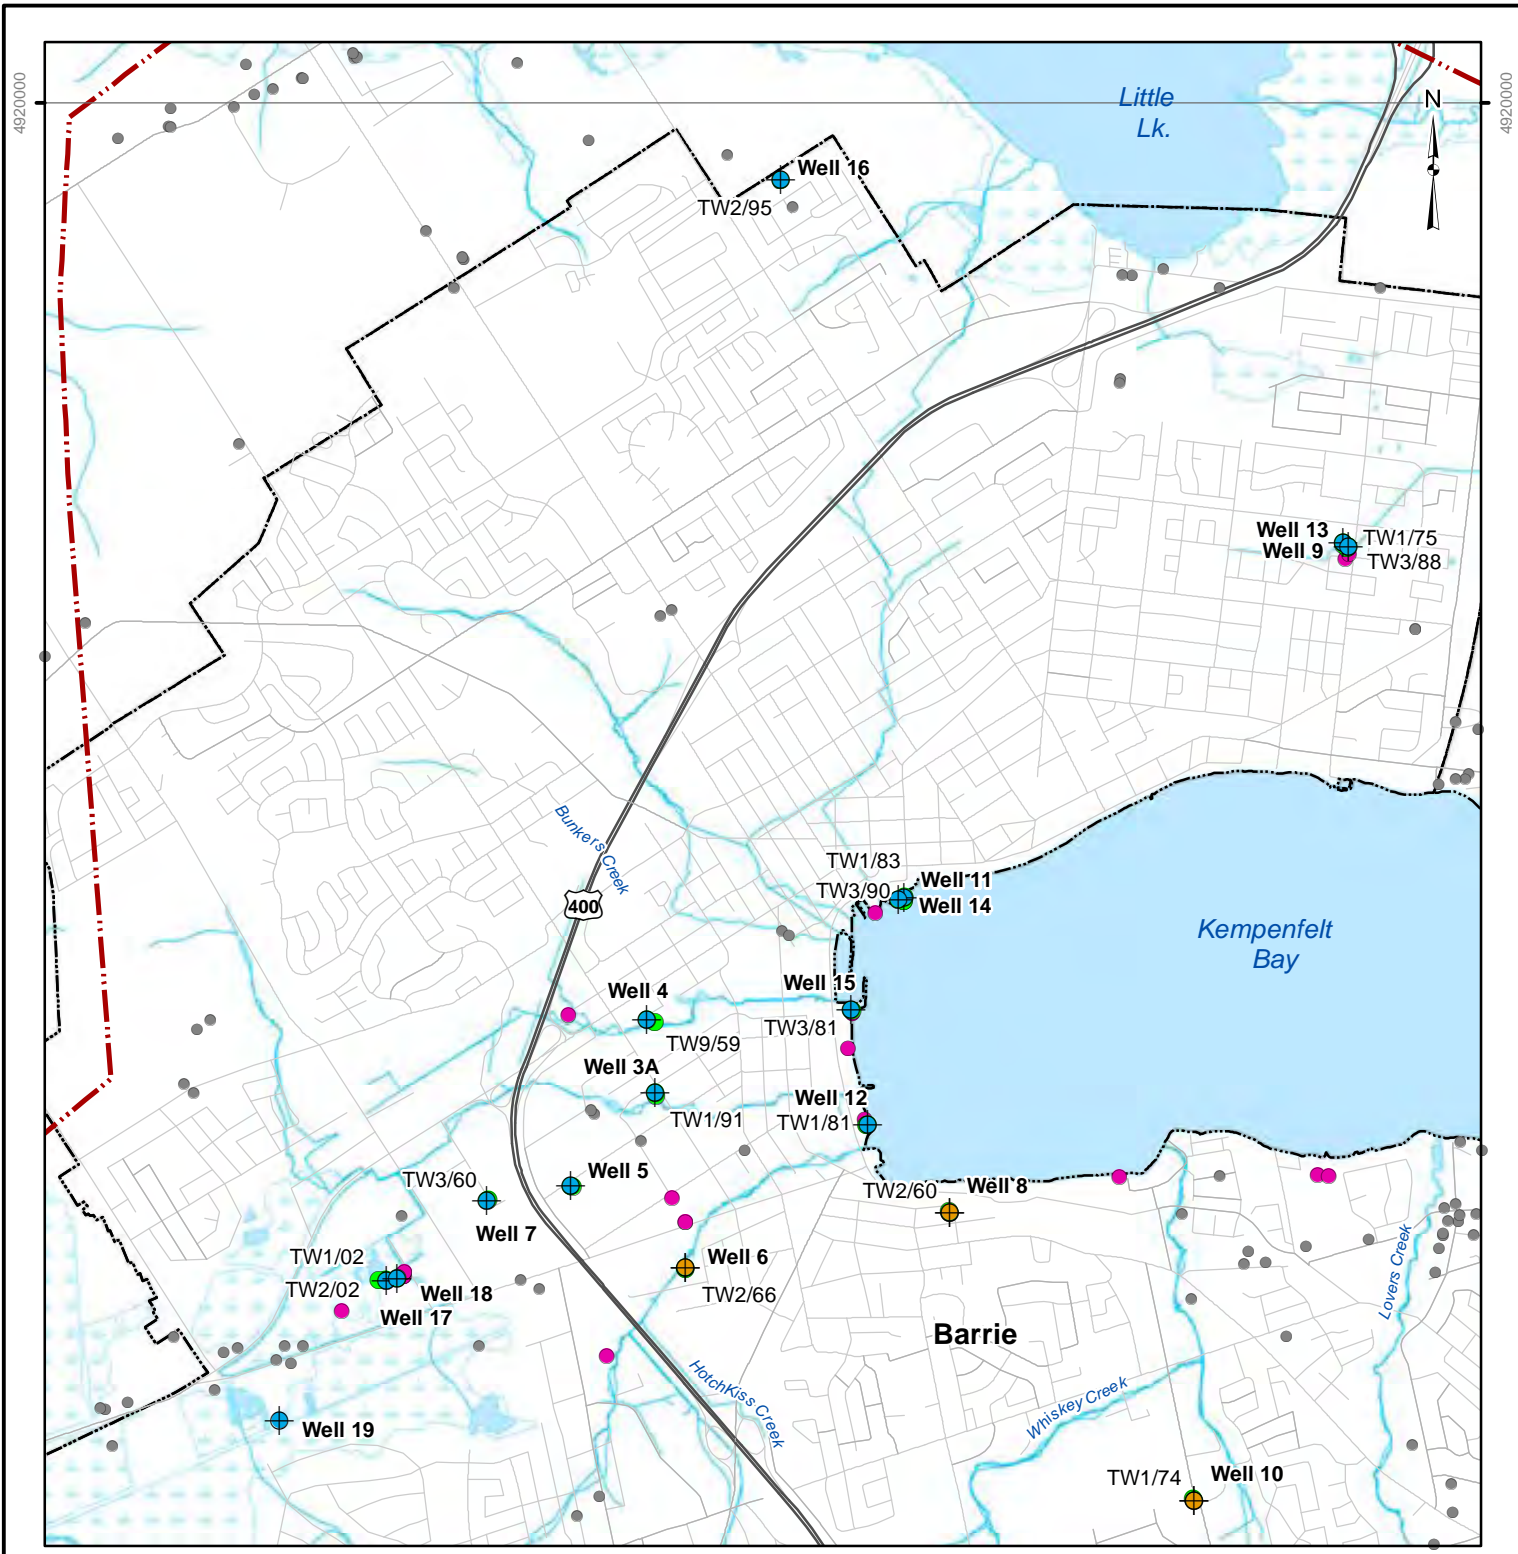 4920000
4920000
Little
Lk.
N
Well 16
TW2/95
Well 13
TW1/75
Well 9
TW3/88
Bunkers Creek
400
TW1/83
Well 11
TW3/90
Well 14
Kempenfelt
Bay
Well 15
Well 4
TW3/81
TW9/59
Well 3A
Well 12
TW1/91
TW1/81
Well 5
TW3/60
TW2/60
Well 8
Well 7
TW1/02
Well 6
TW2/02
Well 18
TW2/66
Well 17
Lovers Creek
Barrie
HotchKiss Creek
Whiskey Creek
Well 19
TW1/74
Well 10